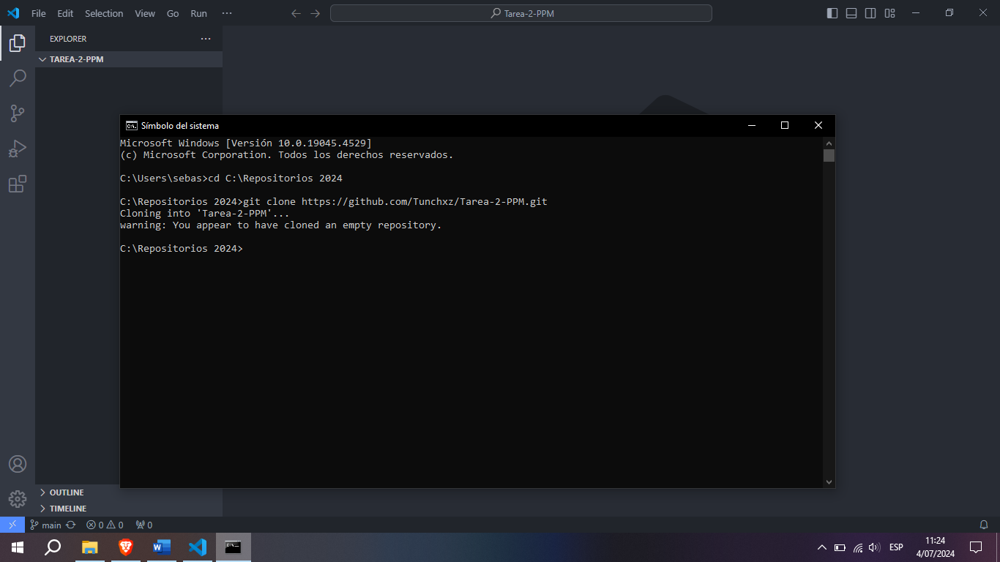 File Edit Selection View Go Run ...
Tarea-2-PPM
EXPLORER
TAREA-2-PPM
Símbolo del sistema
Microsoft Windows [Versión 10.0.19045.4529]
(c) Microsoft Corporation. Todos los derechos reservados.
C:\Users\sebas>cd C:\Repositorios 2024
C:\Repositorios 2024>git clone https://github.com/Tunchxz/Tarea-2-PPM.git
Cloning into 'Tarea-2-PPM'...
warning: You appear to have cloned an empty repository.
C:\Repositorios 2024>
OUTLINE
TIMELINE
main 0 0 0
ESP
11:24
4/07/2024